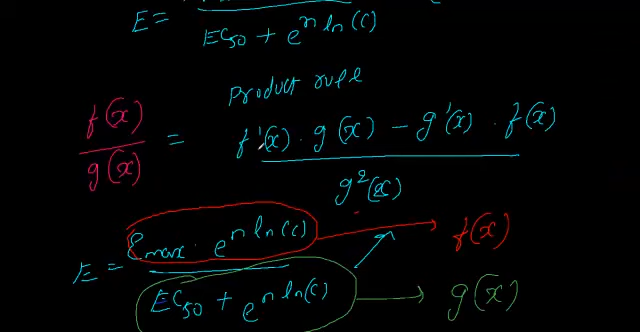 E = 
EC50 + e^n ln(c)
Product rule
f(x) / g(x) = f'(x) · g(x) − g'(x) · f(x) / g²(x)
E = Emax · e^n ln(c) / EC50 + e^n ln(c)
f(x)
g(x)